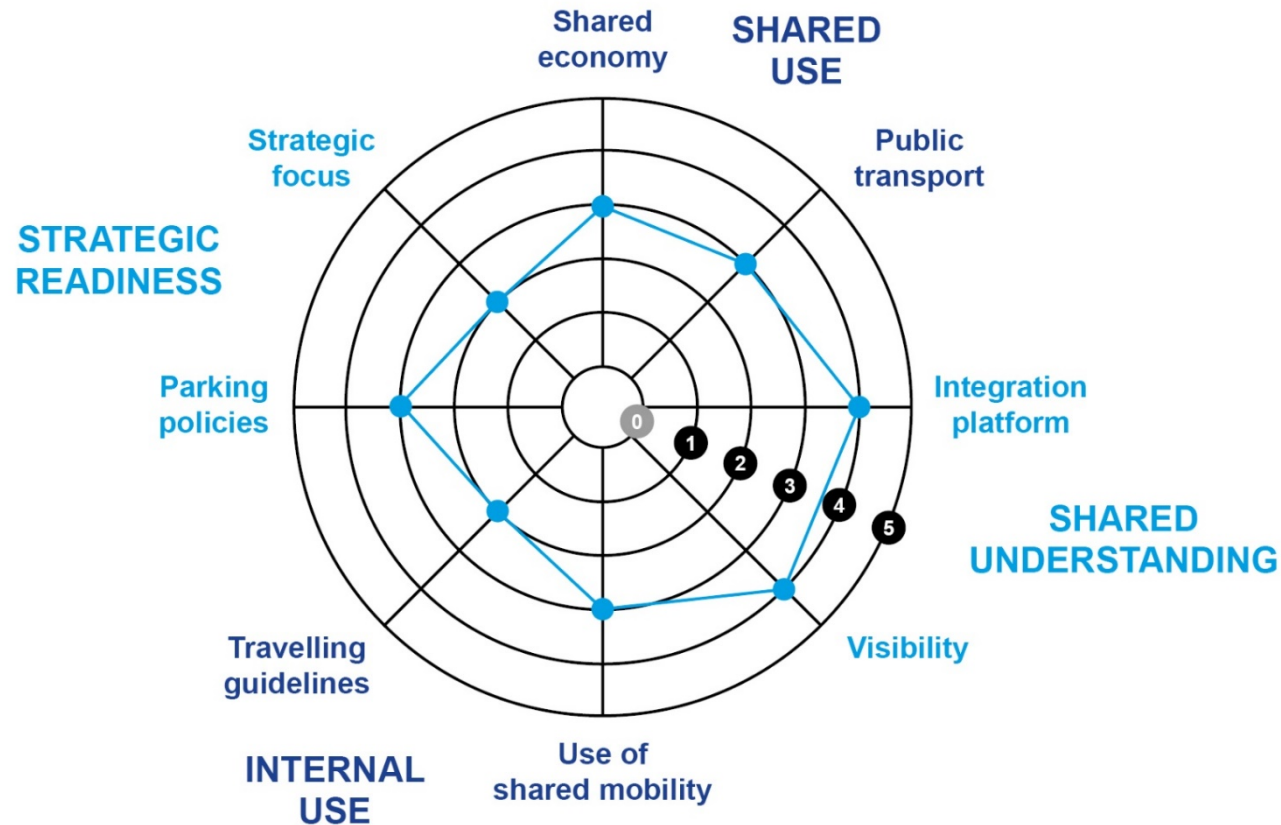 Shared
economy
SHARED
USE
Strategic
focus
Public
transport
STRATEGIC
READINESS
Parking
policies
Integration
platform
0
1
2
3
4
5
SHARED
UNDERSTANDING
Travelling
guidelines
Visibility
INTERNAL
USE
Use of
shared mobility